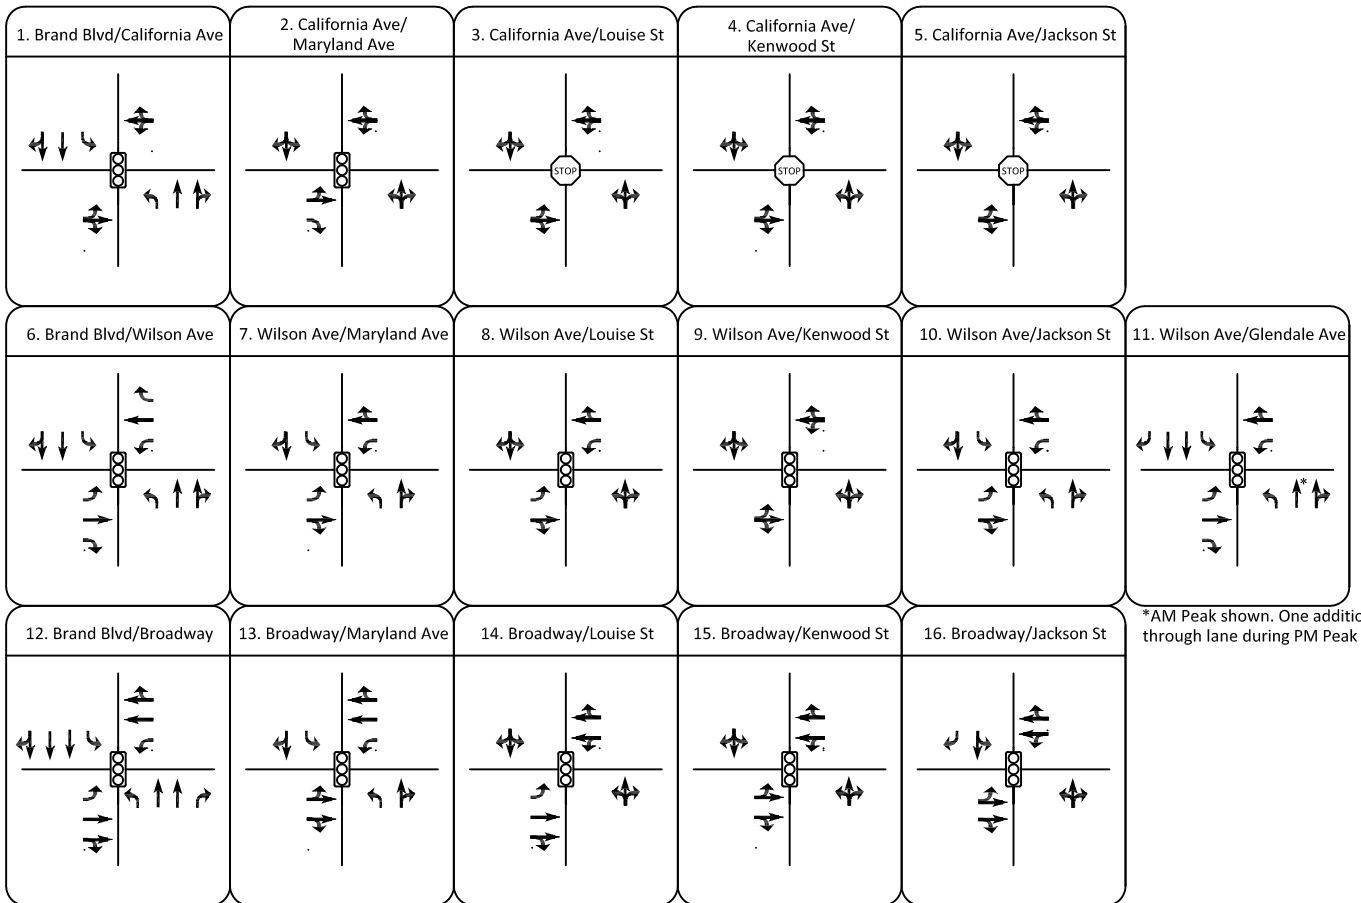 1. Brand Blvd/California Ave
2. California Ave/
Maryland Ave
3. California Ave/Louise St
4. California Ave/
Kenwood St
5. California Ave/Jackson St
STOP
STOP
STOP
6. Brand Blvd/Wilson Ave
7. Wilson Ave/Maryland Ave
8. Wilson Ave/Louise St
9. Wilson Ave/Kenwood St
10. Wilson Ave/Jackson St
11. Wilson Ave/Glendale Ave
*
12. Brand Blvd/Broadway
13. Broadway/Maryland Ave
14. Broadway/Louise St
15. Broadway/Kenwood St
16. Broadway/Jackson St
*AM Peak shown. One additio
through lane during PM Peak